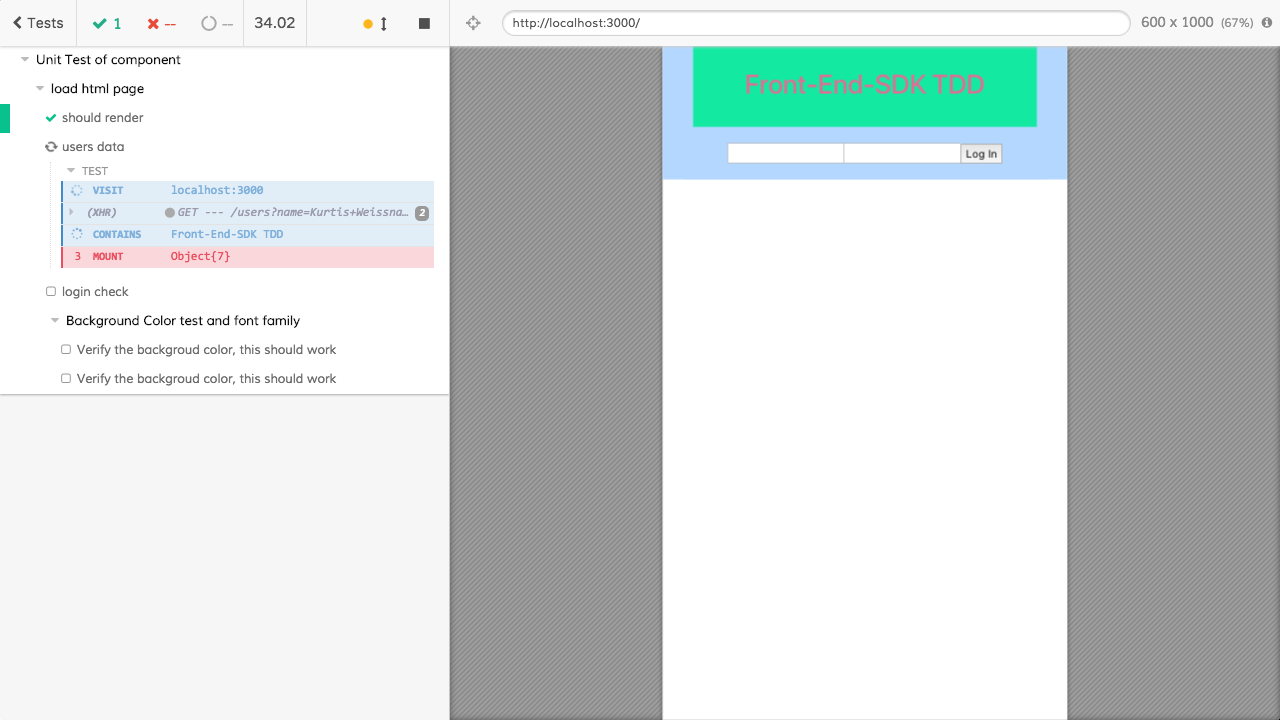 Tests 1 -- -- 34.02
http://localhost:3000/ 600 x 1000 (67%)
Unit Test of component
load html page
should render
users data
TEST
VISIT localhost:3000
(XHR) GET --- /users?name=Kurtis+Weissna… 2
CONTAINS Front-End-SDK TDD
3 MOUNT Object{7}
login check
Background Color test and font family
Verify the backgroud color, this should work
Verify the backgroud color, this should work
Front-End-SDK TDD
Log In